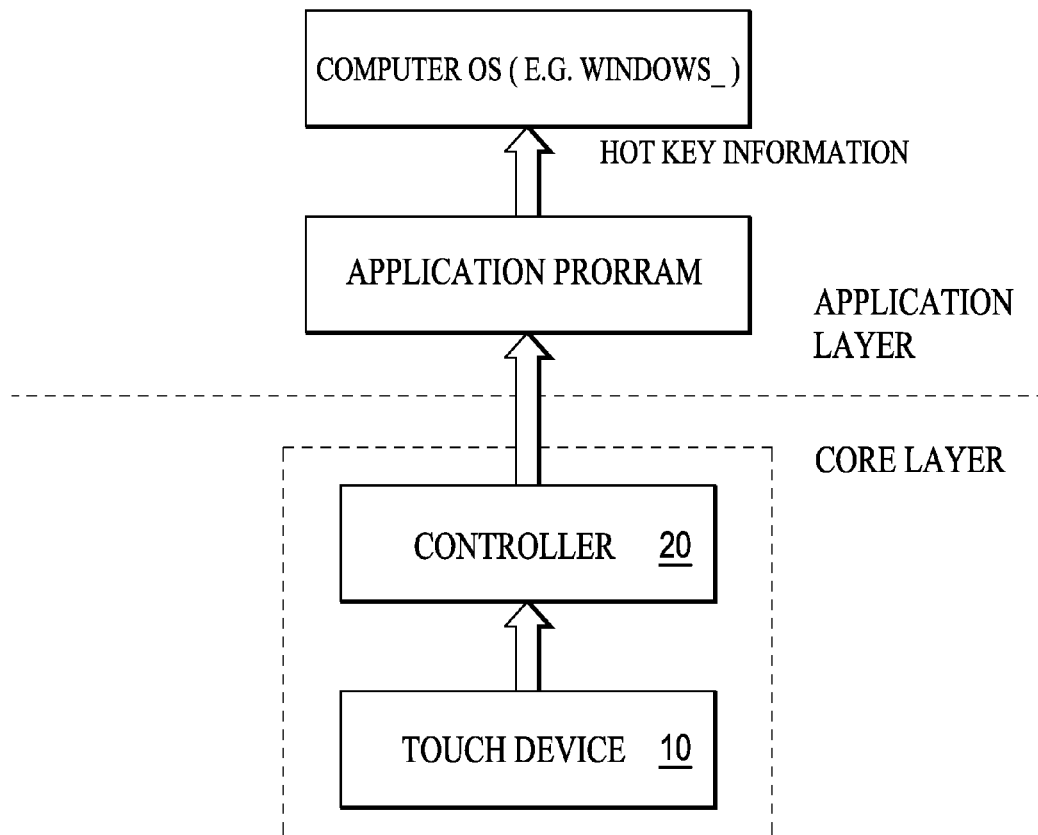 COMPUTER OS ( E.G. WINDOWS_ )
HOT KEY INFORMATION
APPLICATION PRORRAM
APPLICATION
LAYER
CORE LAYER
CONTROLLER 20
TOUCH DEVICE 10